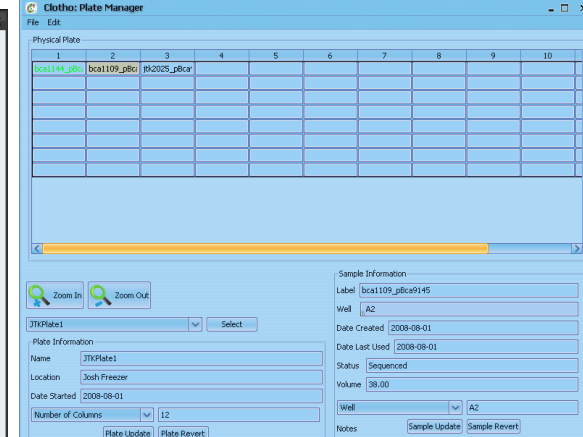 Clotho: Plate Manager
File Edit
Physical Plate
1 2 3 4 5 6 7 8 9 10
bca1144_pBca bca1109_pBca jtk2025_pBca
Zoom In Zoom Out
JTKPlate1 Select
Plate Information
Name JTKPlate1
Location Josh Freezer
Date Started 2008-08-01
Number of Columns 12
Plate Update Plate Revert
Sample Information
Label bca1109_pBca9145
Well A2
Date Created 2008-08-01
Date Last Used 2008-08-01
Status Sequenced
Volume 38.00
Well A2
Notes Sample Update Sample Revert